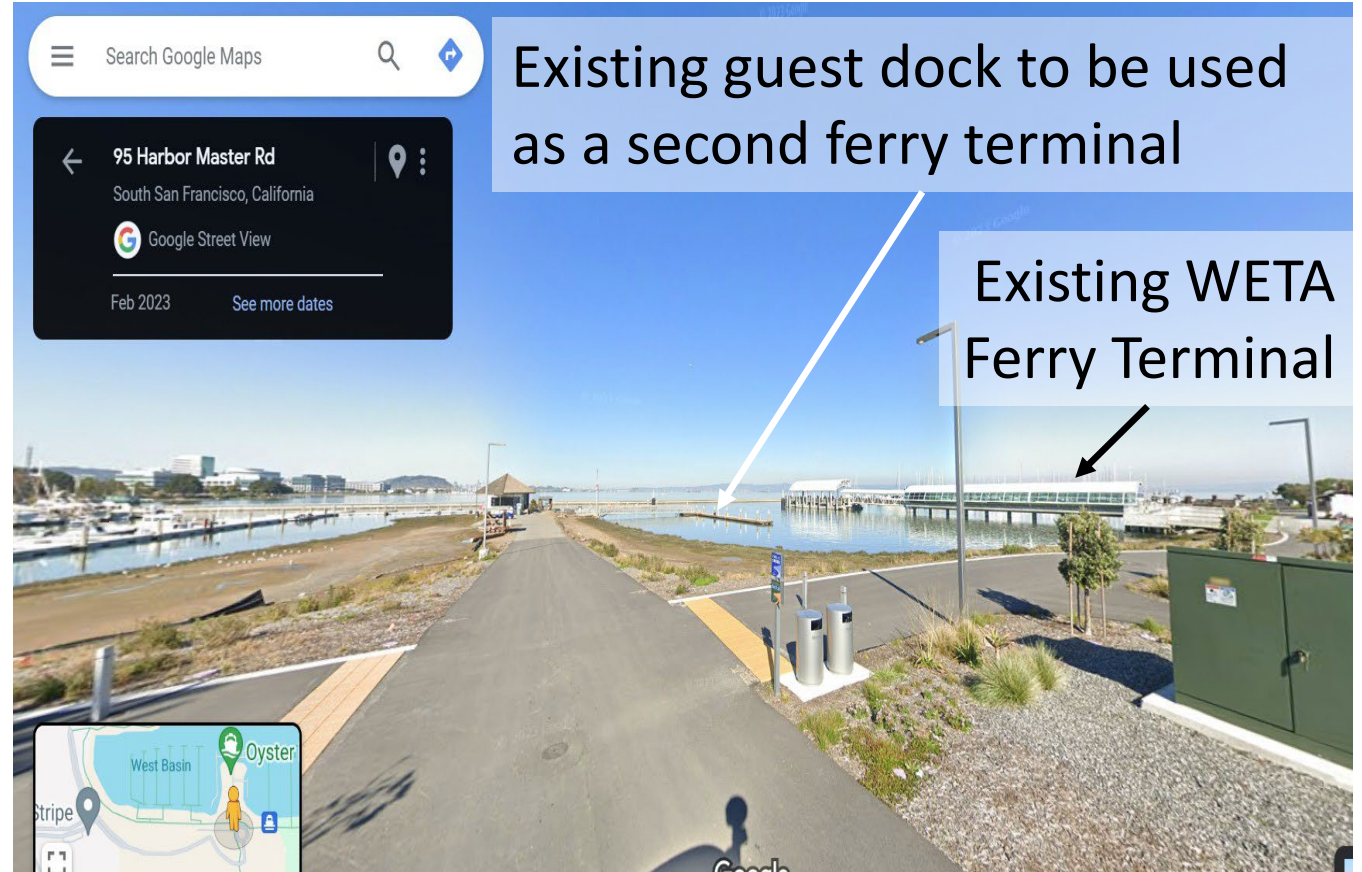 Search Google Maps
Existing guest dock to be used
as a second ferry terminal
95 Harbor Master Rd
South San Francisco, California
Google Street View
Feb 2023 See more dates
Existing WETA
Ferry Terminal
West Basin
Oyster
Stripe
Google